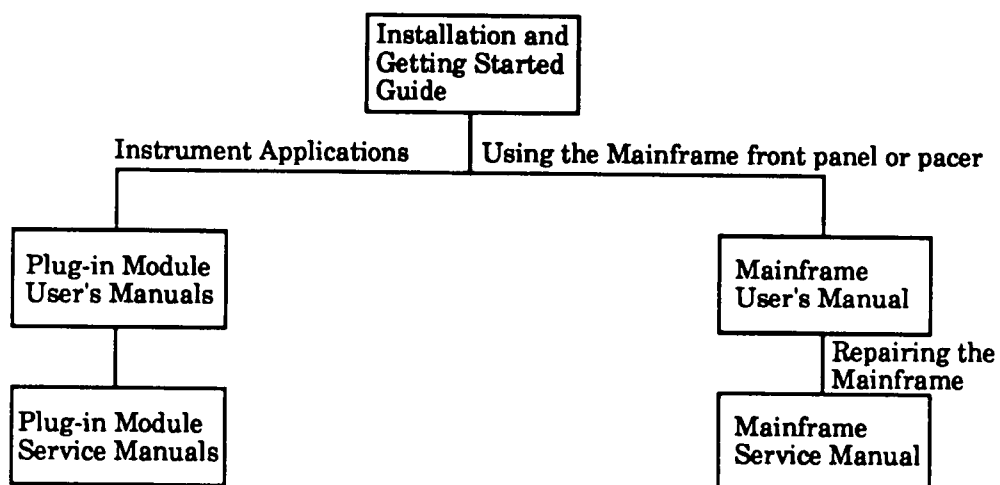 Installation and
Getting Started
Guide
Instrument Applications
Using the Mainframe front panel or pacer
Plug-in Module
User's Manuals
Mainframe
User's Manual
Repairing the
Mainframe
Plug-in Module
Service Manuals
Mainframe
Service Manual